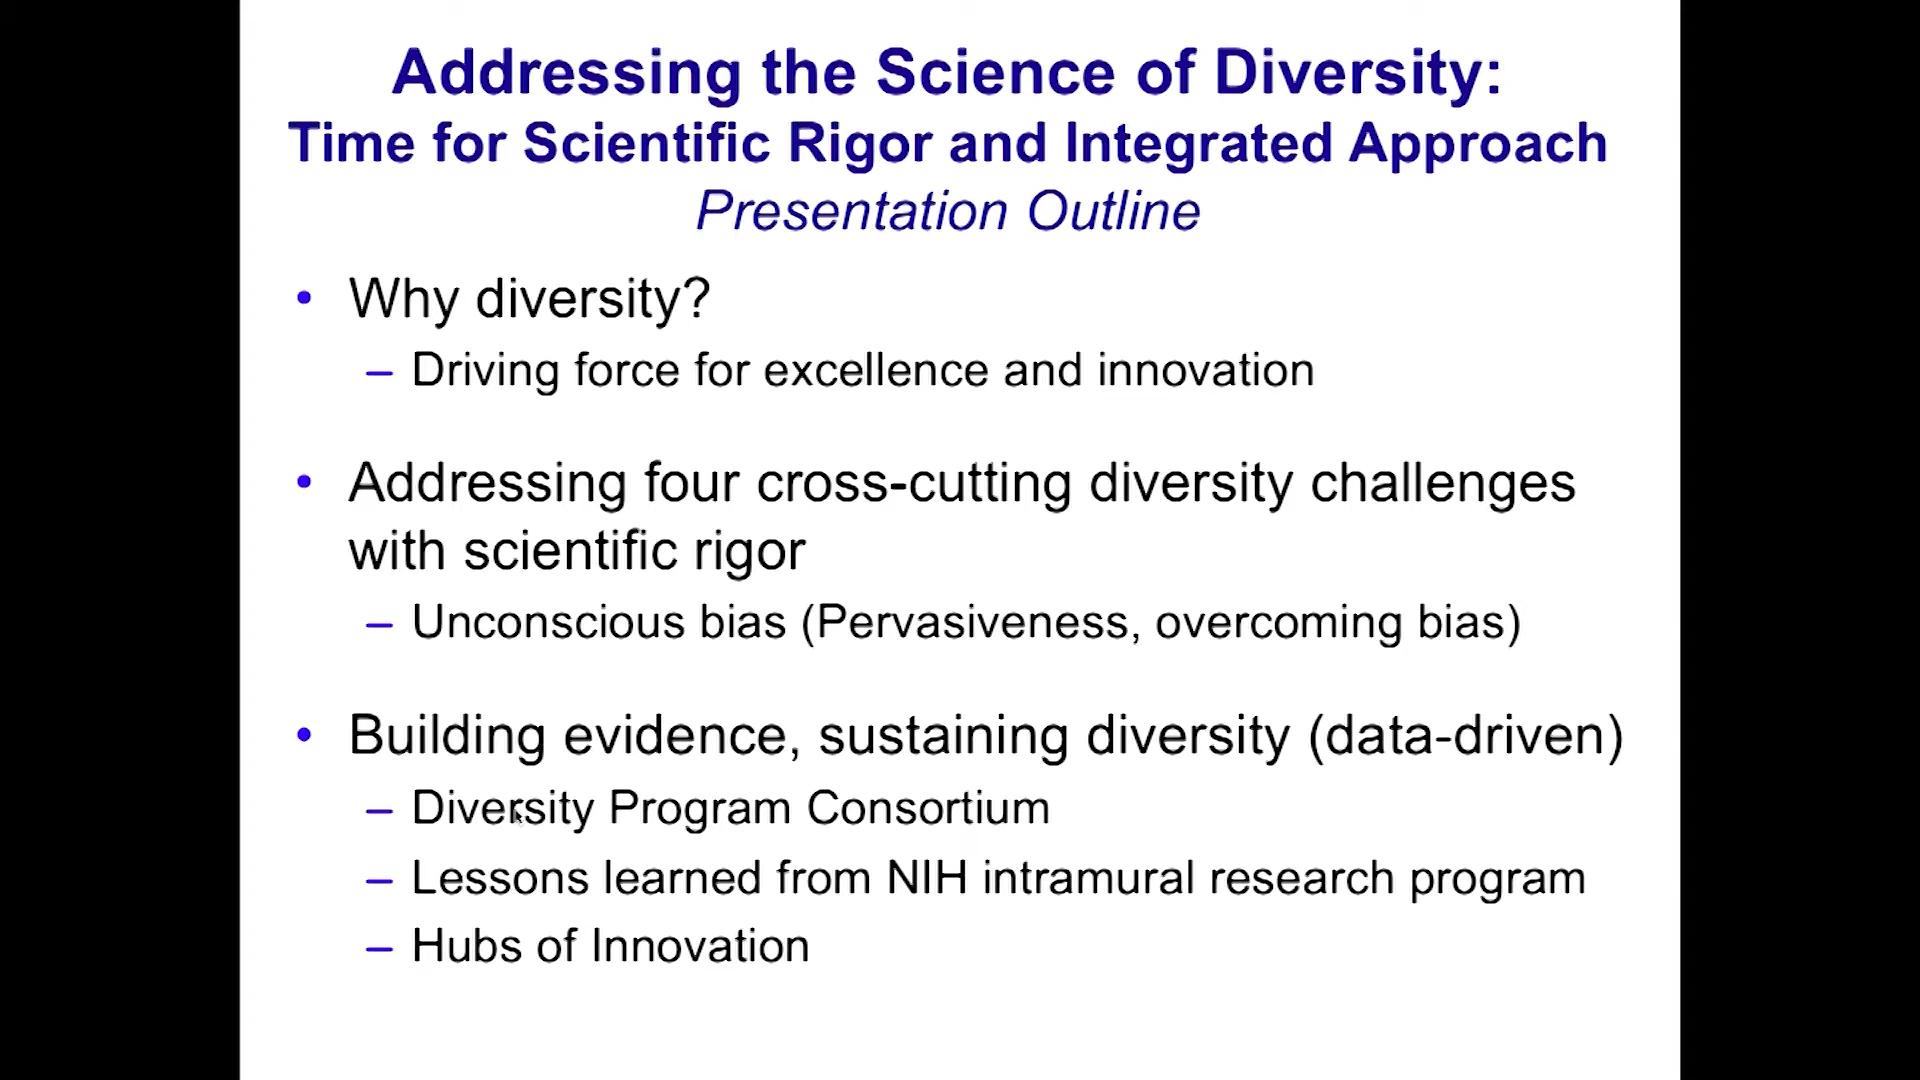 Addressing the Science of Diversity:
Time for Scientific Rigor and Integrated Approach
Presentation Outline
• Why diversity?
– Driving force for excellence and innovation
• Addressing four cross-cutting diversity challenges
with scientific rigor
– Unconscious bias (Pervasiveness, overcoming bias)
• Building evidence, sustaining diversity (data-driven)
– Diversity Program Consortium
– Lessons learned from NIH intramural research program
– Hubs of Innovation